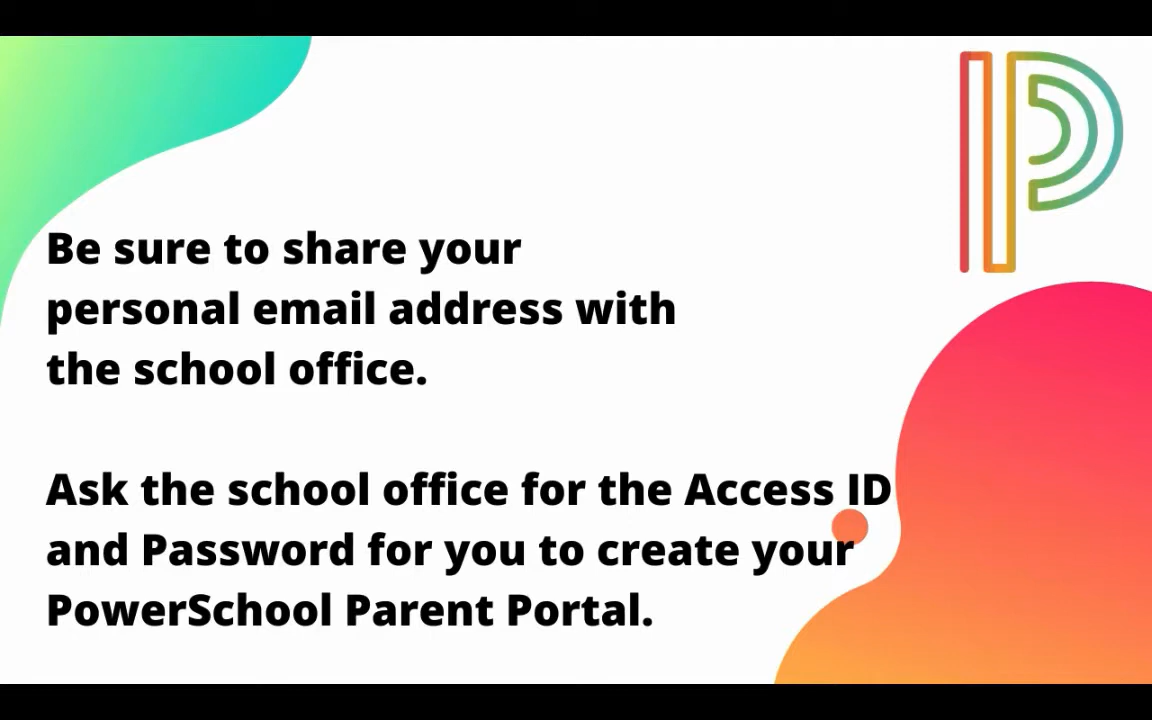 Be sure to share your
personal email address with
the school office.
Ask the school office for the Access ID
and Password for you to create your
PowerSchool Parent Portal.